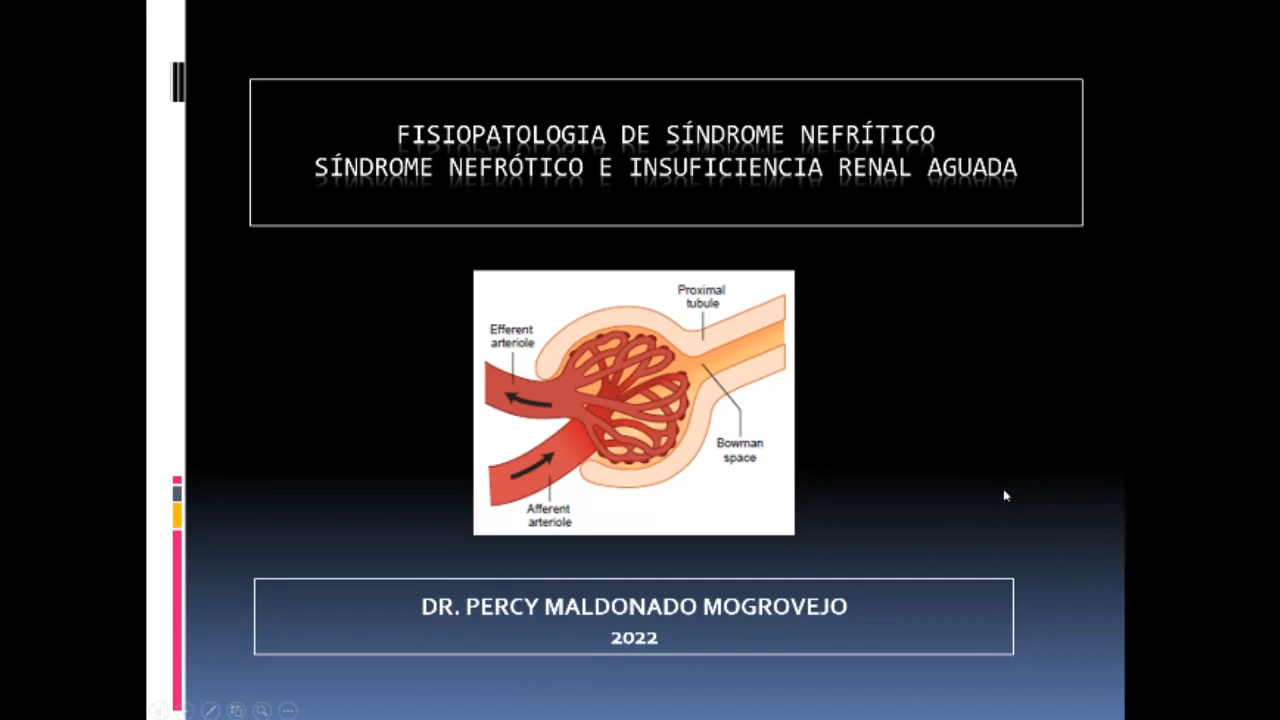 FISIOPATOLOGIA DE SÍNDROME NEFRÍTICO
SÍNDROME NEFRÓTICO E INSUFICIENCIA RENAL AGUADA
Proximal
tubule
Efferent
arteriole
Bowman
space
Afferent
arteriole
DR. PERCY MALDONADO MOGROVEJO
2022